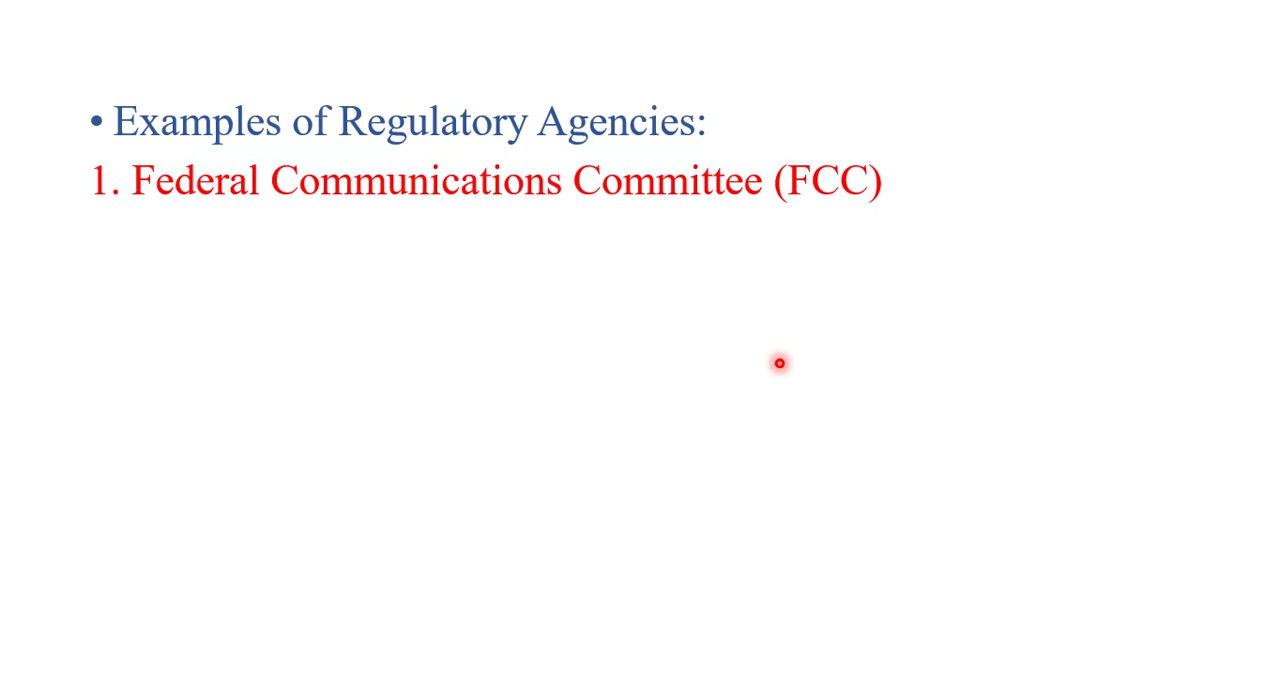 • Examples of Regulatory Agencies:
1. Federal Communications Committee (FCC)